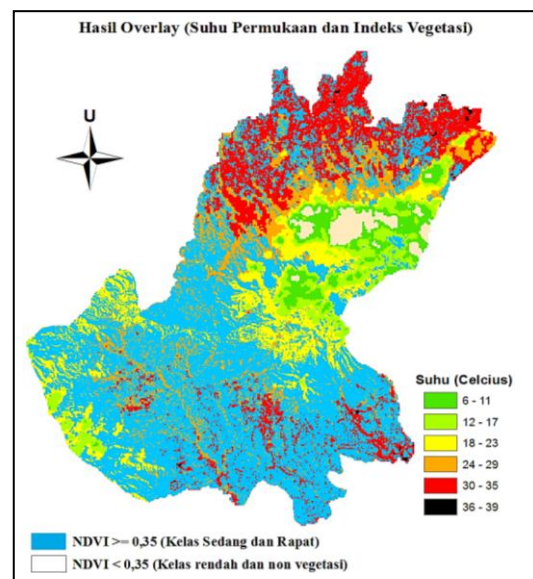 Hasil Overlay (Suhu Permukaan dan Indeks Vegetasi)
U
Suhu (Celcius)
6 - 11
12 - 17
18 - 23
24 - 29
30 - 35
36 - 39
NDVI >= 0,35 (Kelas Sedang dan Rapat)
NDVI < 0,35 (Kelas rendah dan non vegetasi)